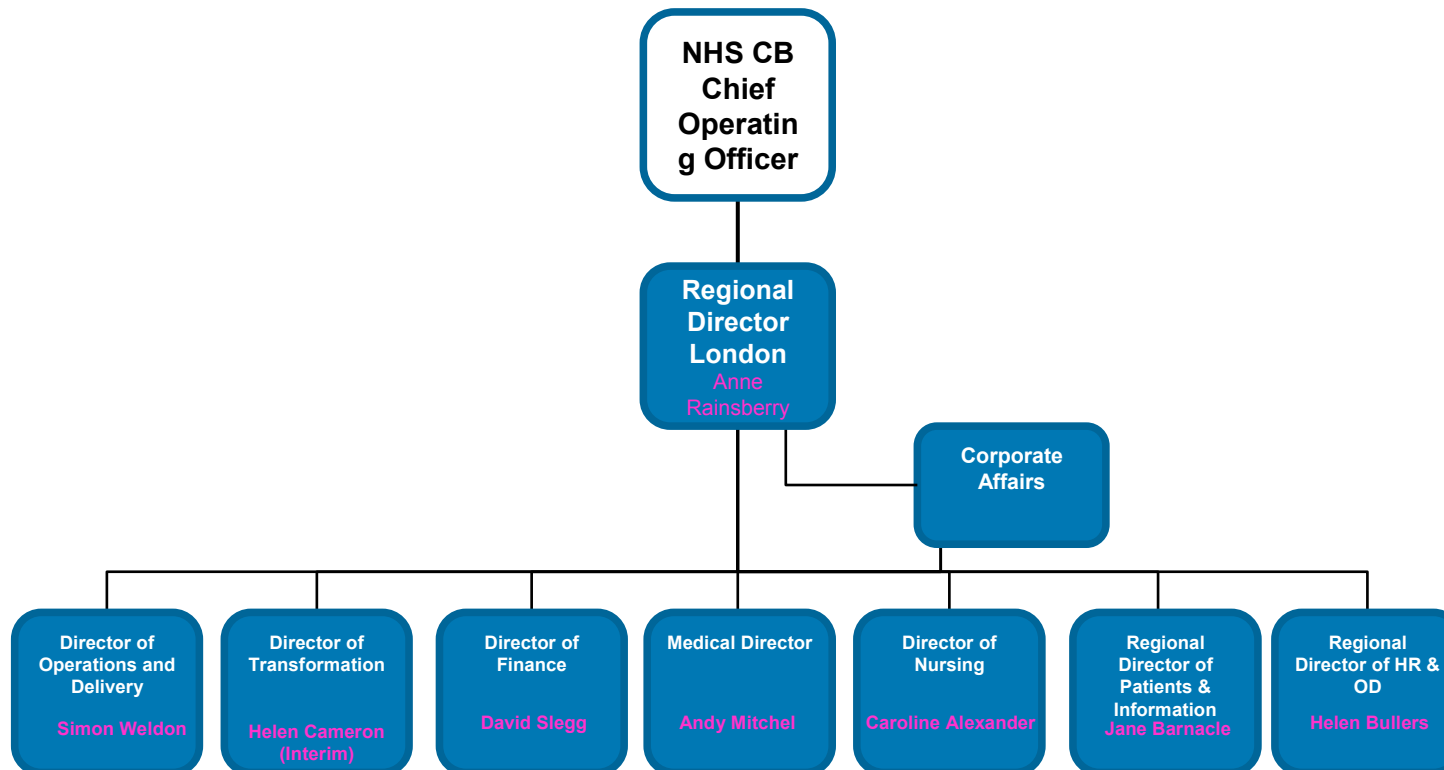 NHS CB
Chief
Operatin
g Officer
Regional
Director
London
Anne
Rainsberry
Corporate
Affairs
Director of
Operations and
Delivery
Simon Weldon
Director of
Transformation
Helen Cameron
(Interim)
Director of
Finance
David Slegg
Medical Director
Andy Mitchel
Director of
Nursing
Caroline Alexander
Regional
Director of
Patients &
Information
Jane Barnacle
Regional
Director of HR &
OD
Helen Bullers